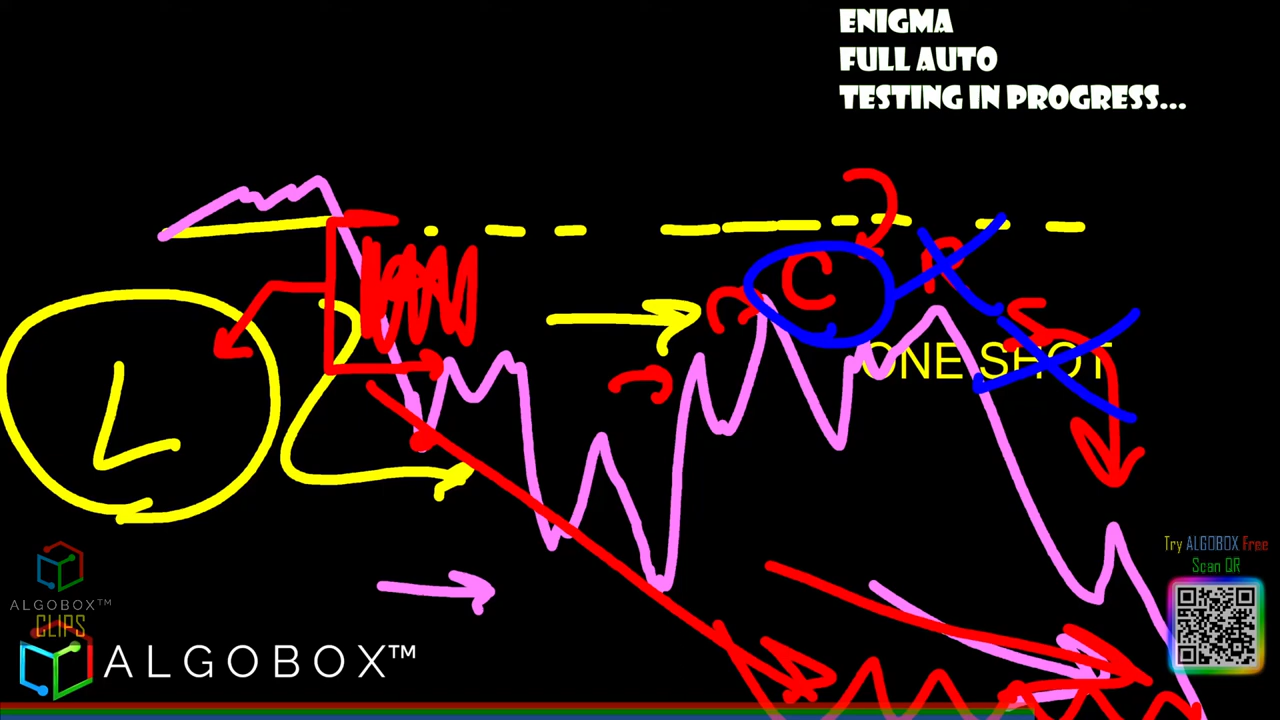 ENIGMA
FULL AUTO
TESTING IN PROGRESS...
C
R
S
ONE SHOT
L
Try ALGOBOX Free
Scan QR
ALGOBOX™
CLIPS
ALGOBOX™